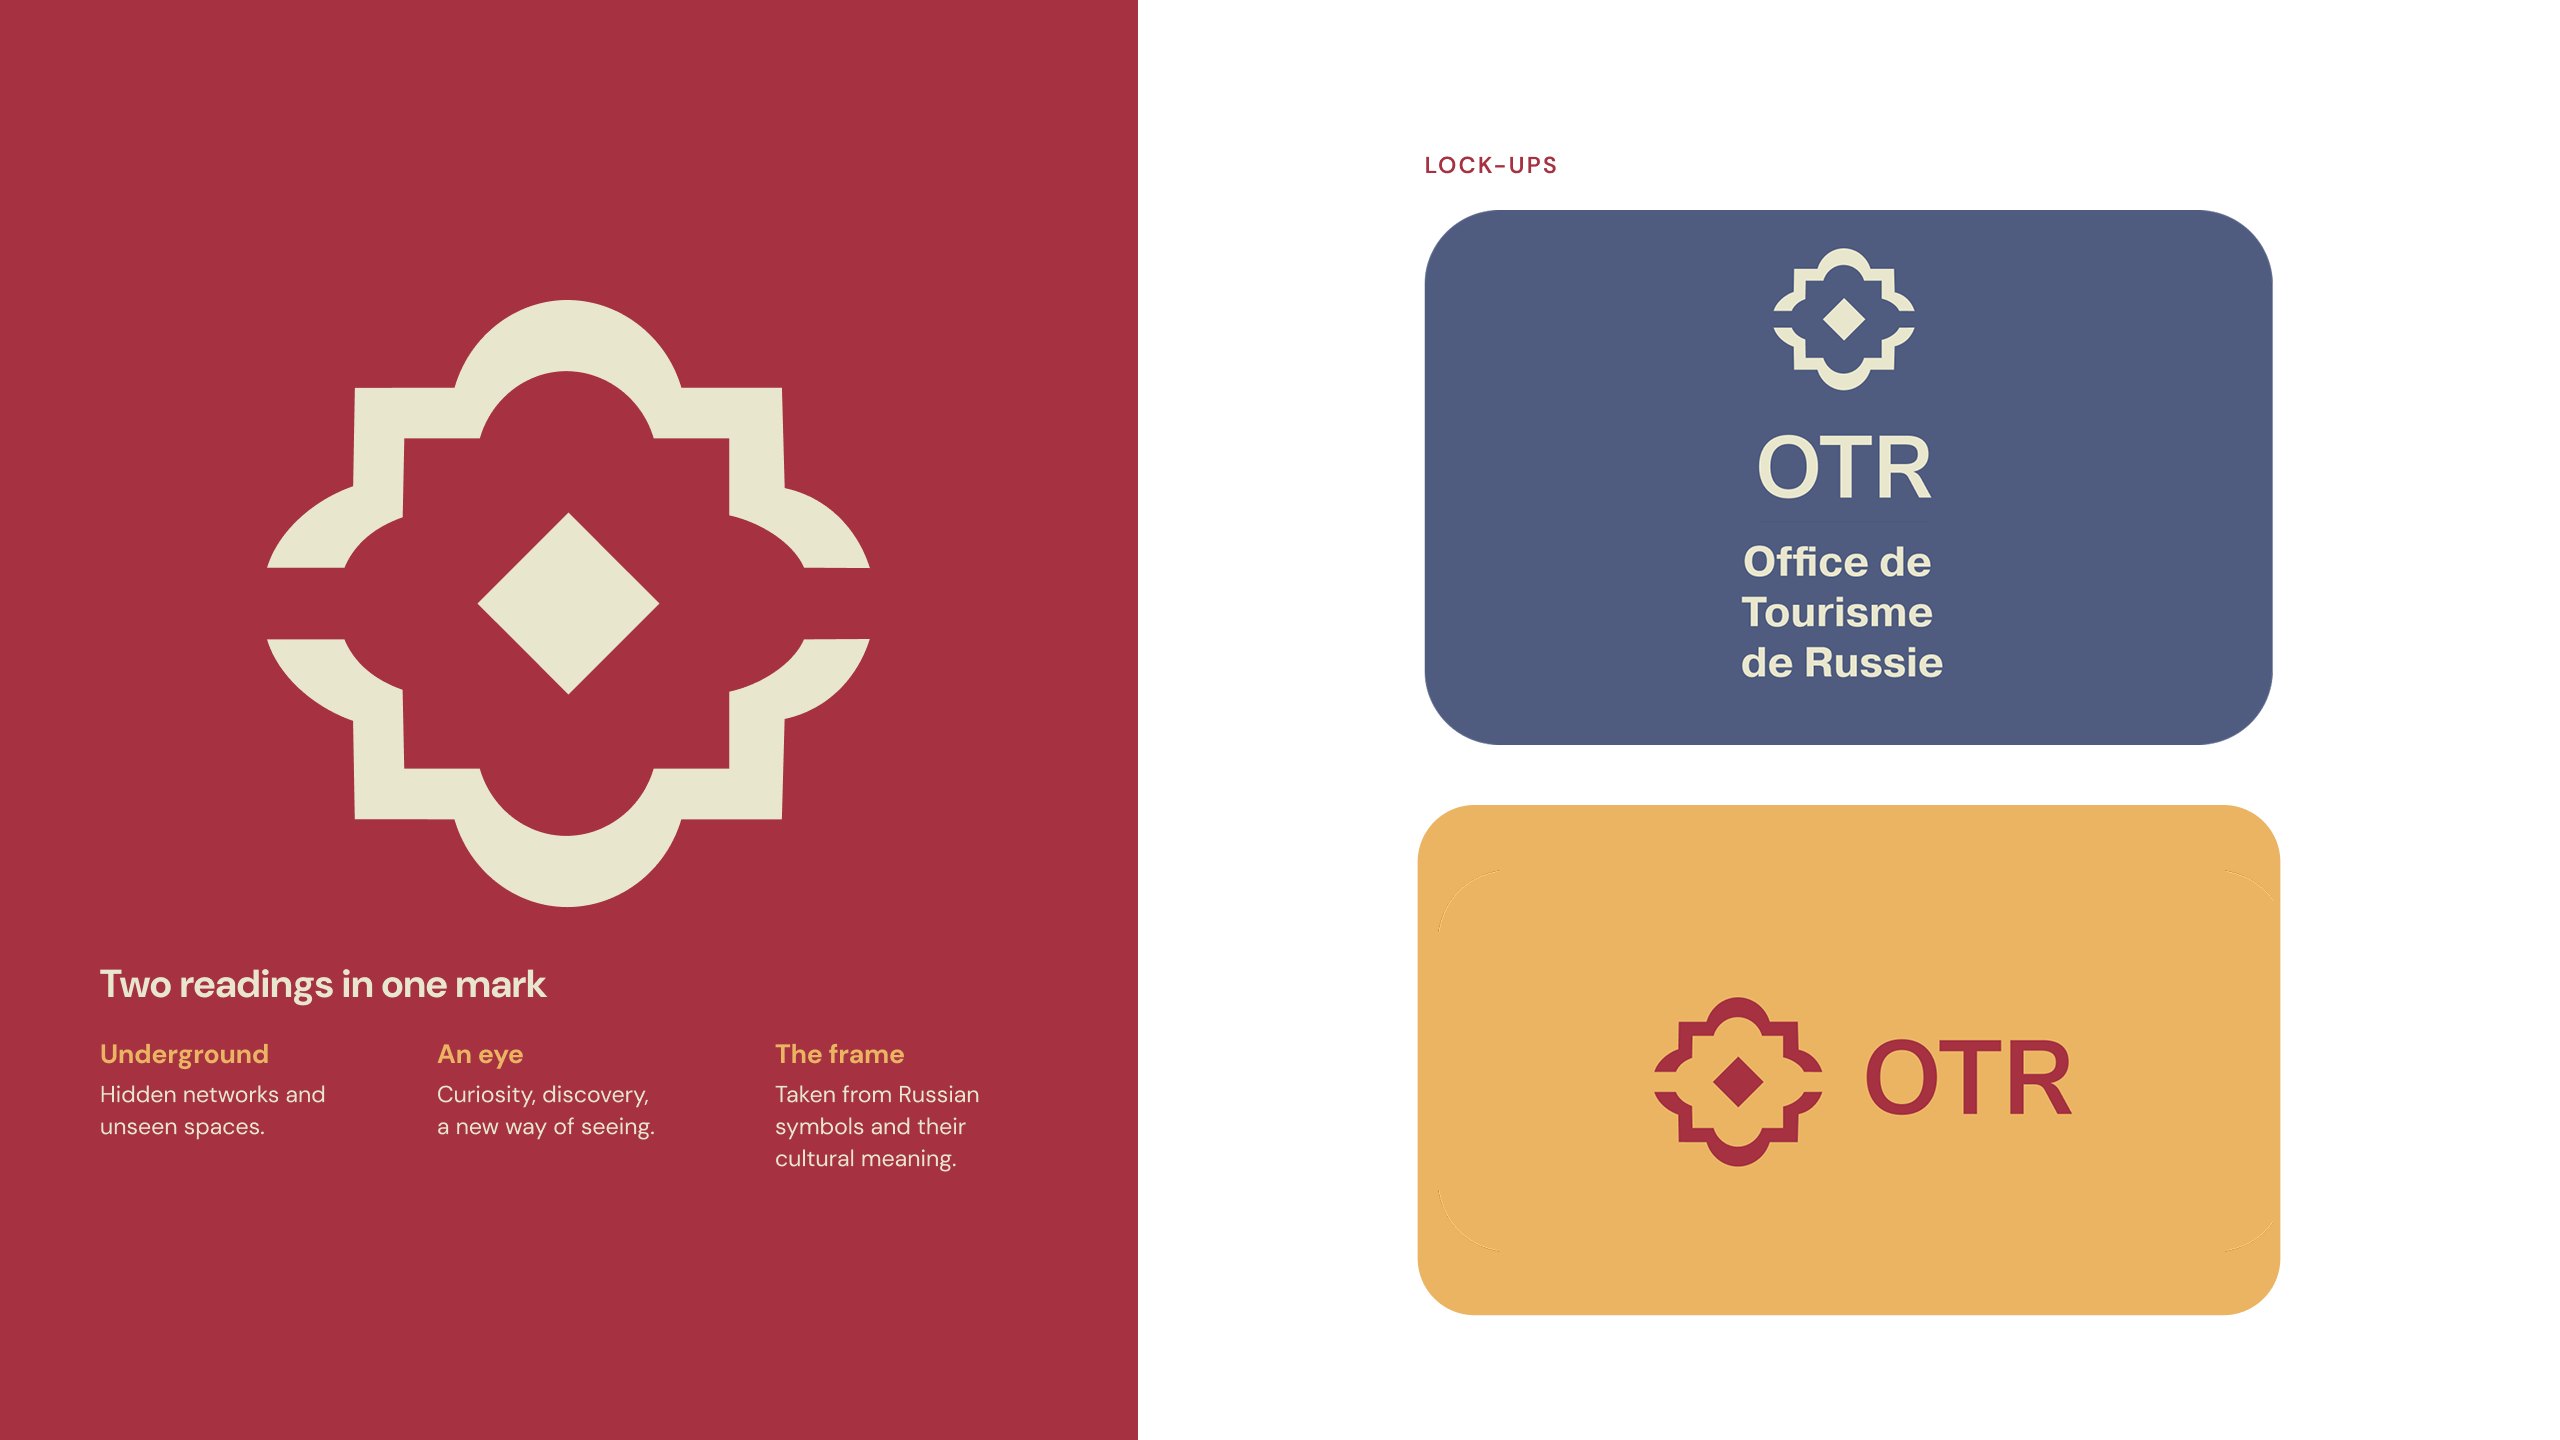 Two readings in one mark
Underground
Hidden networks and
unseen spaces.
An eye
Curiosity, discovery,
a new way of seeing.
The frame
Taken from Russian
symbols and their
cultural meaning.
LOCK-UPS
OTR
Office de
Tourisme
de Russie
OTR